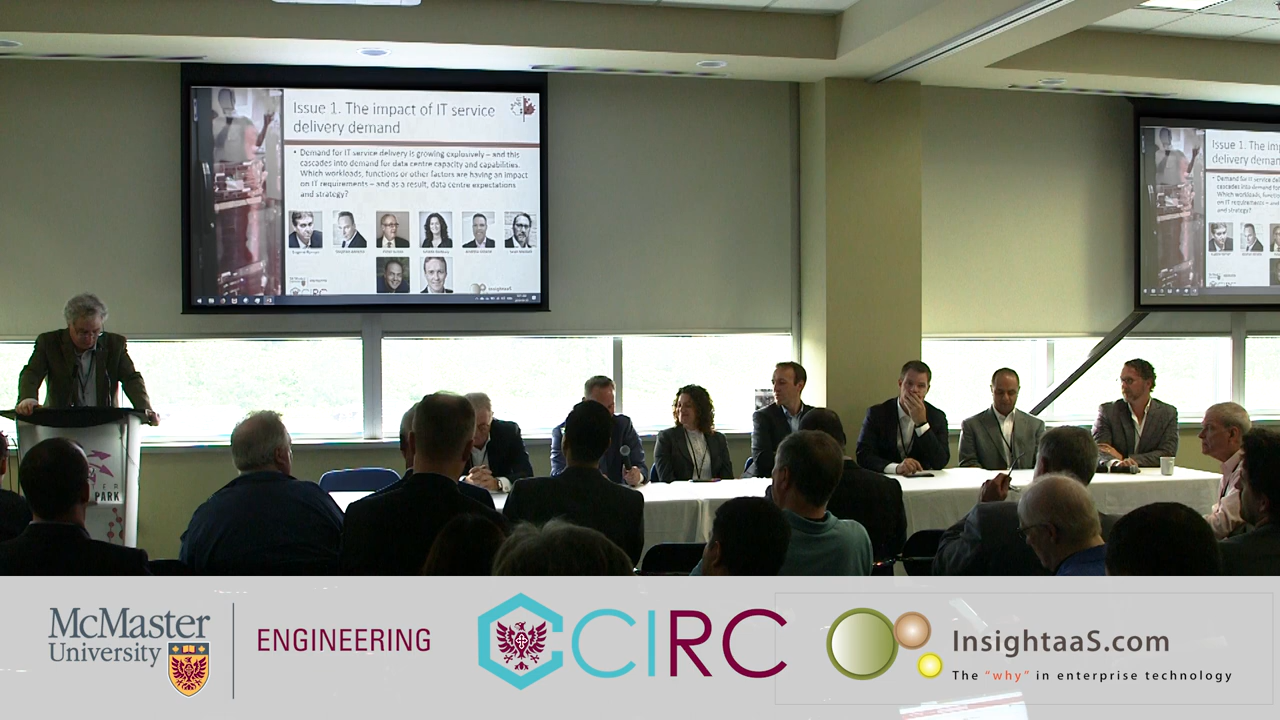 Issue 1. The impact of IT service
delivery demand
• Demand for IT service delivery is growing explosively – and this
cascades into demand for data centre capacity and capabilities.
Which workloads, functions or other factors are having an impact
on IT requirements – and as a result, data centre expectations
and strategy?
InsightaaS
Issue 1. The imp
delivery deman
PARK
McMaster
University
ENGINEERING
CIRC
InsightaaS.com
The “why” in enterprise technology